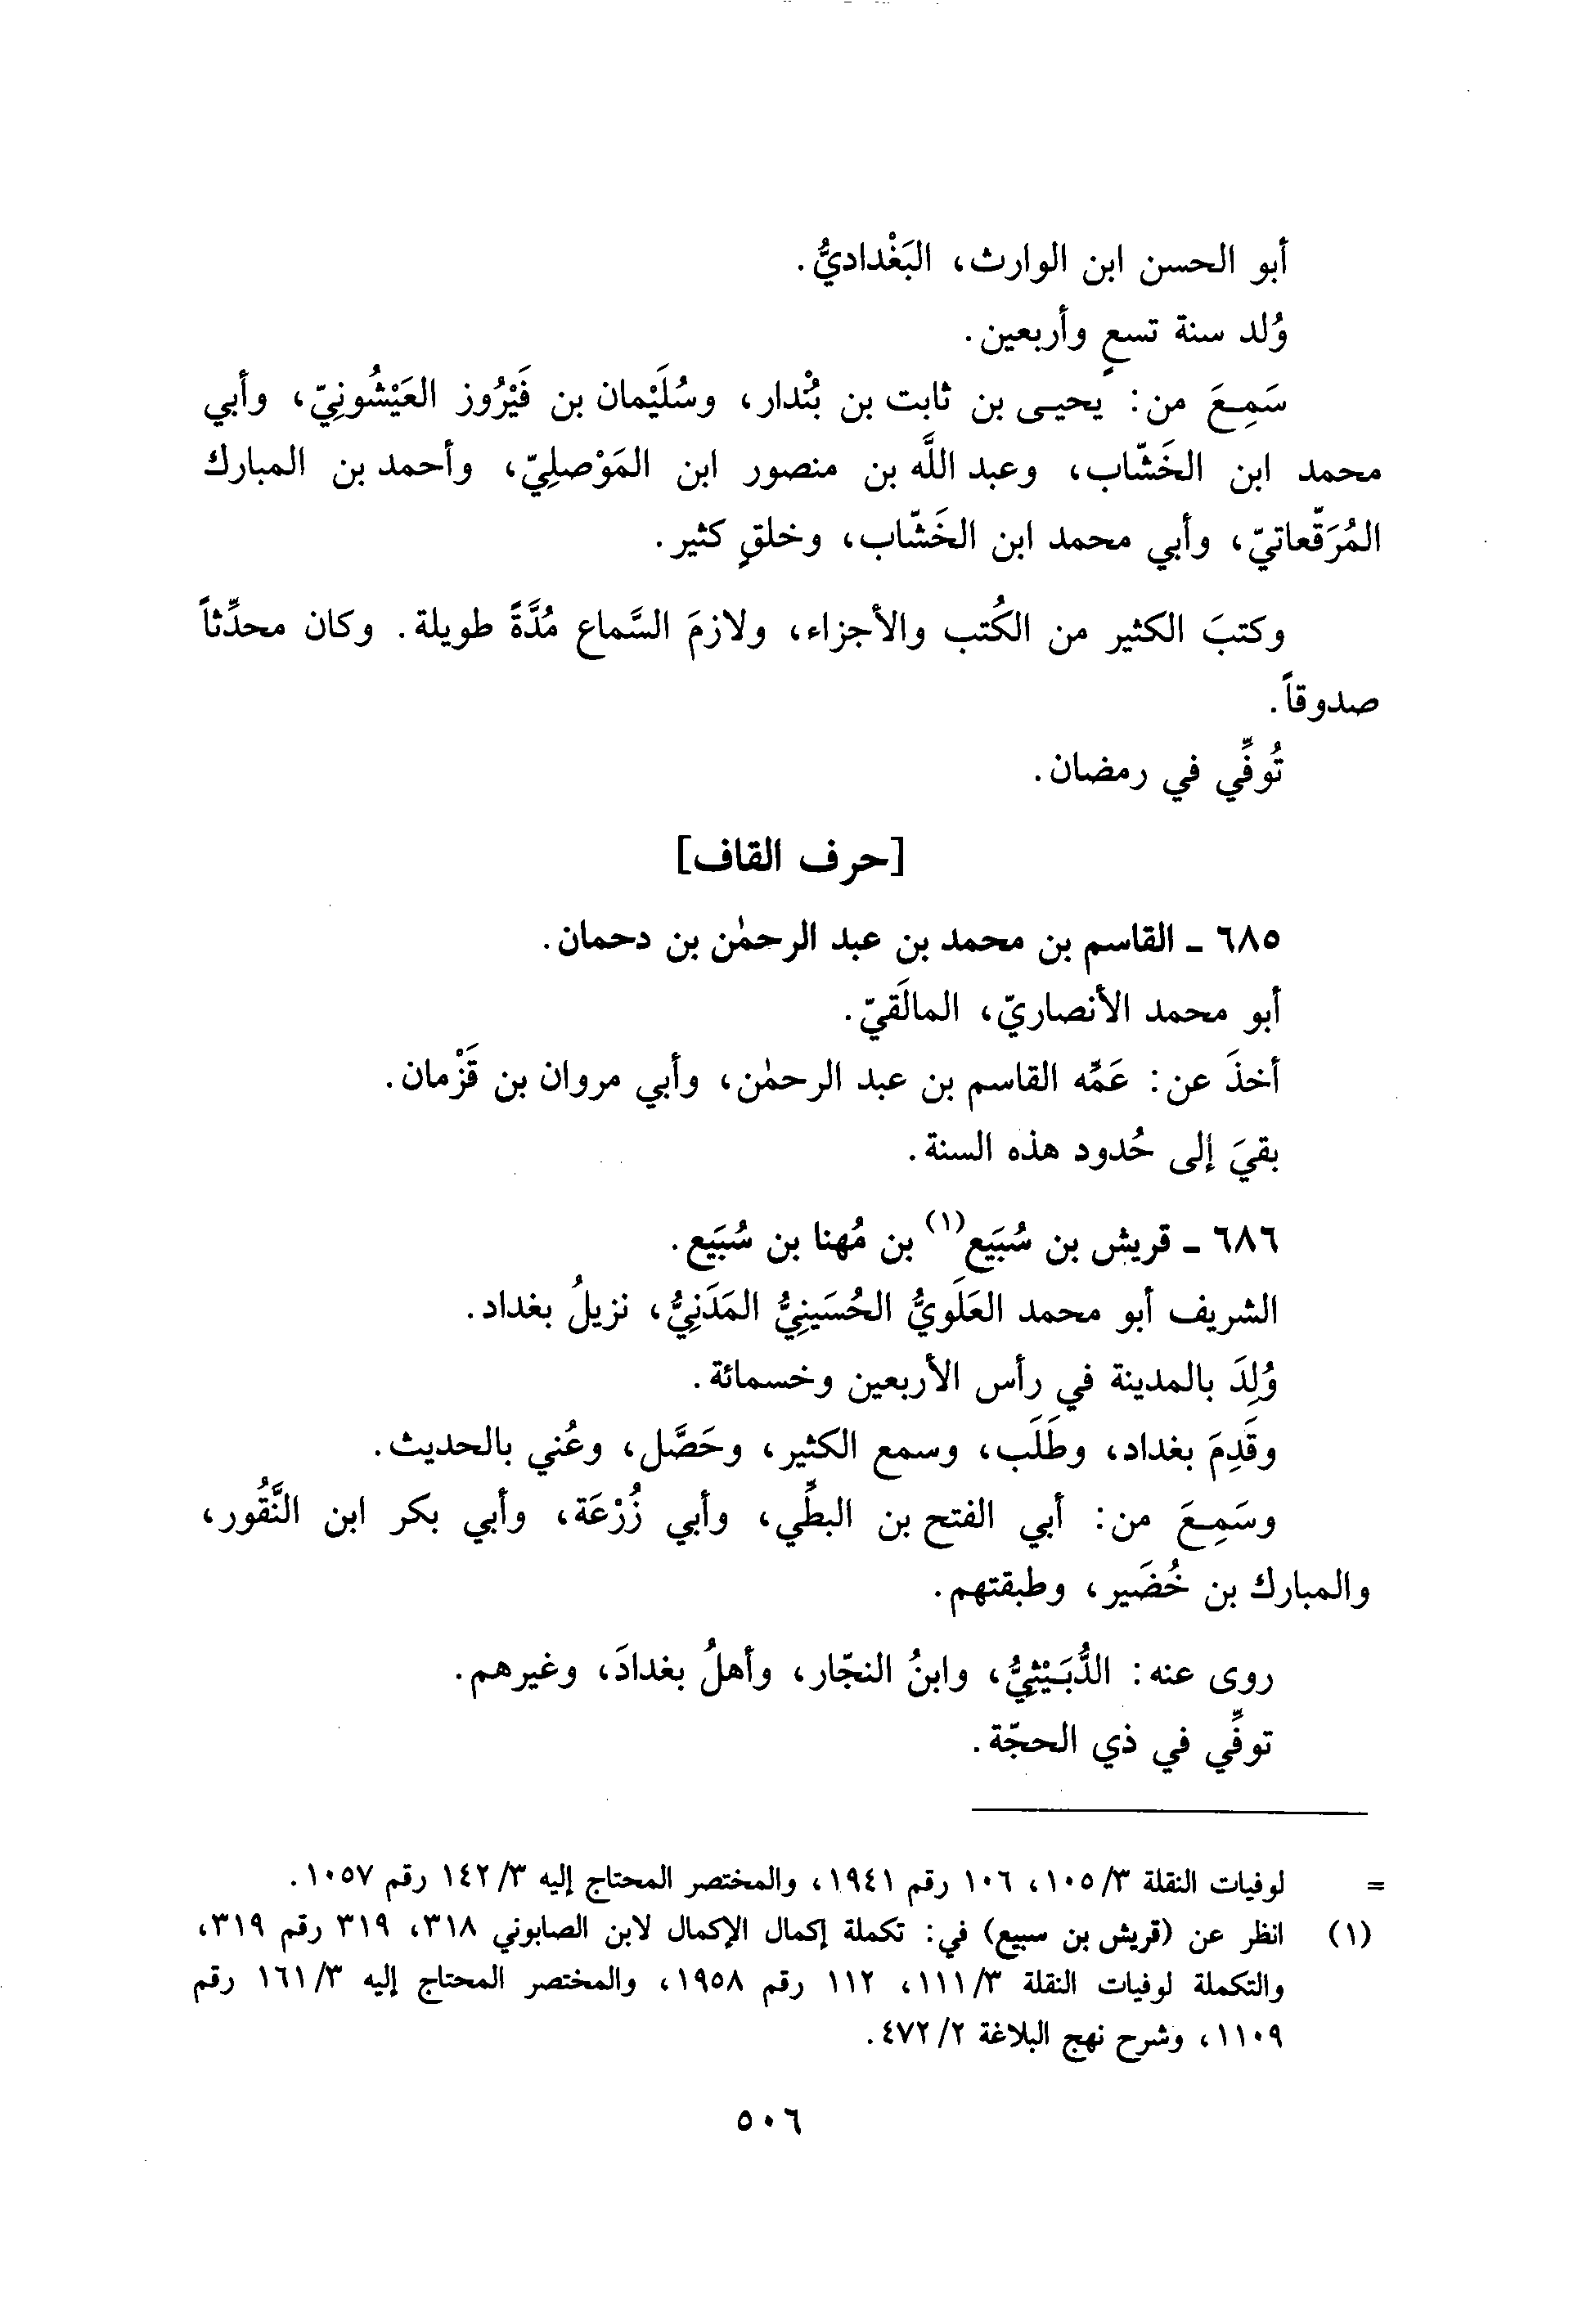 أبو الحسن ابن الوارث، البَغْداديُّ.
وُلد سنة تسعٍ وأربعين.
سَمِـعَ من: يحيـى بن ثابت بن بُنْدار، وسُلَيْمان بن فَيْرُوز العَيْشُونِيّ، وأبي
محمد ابن الخَشّاب، وعبد اللَّه بن منصور ابن المَوْصلِيّ، وأحمد بن المبارك
المُرَقّعاتيّ، وأبي محمد ابن الخَشّاب، وخلقٍ كثير.
وكتبَ الكثير من الكُتب والأجزاء، ولازمَ السَّماع مُدَّةً طويلة. وكان محدِّثاً
صدوقاً.
تُوفِّي في رمضان.
[حرف القاف]
٦٨٥ ـ القاسم بن محمد بن عبد الرحمٰن بن دحمان.
أبو محمد الأنصاريّ، المالَقيّ.
أخذَ عن: عَمِّه القاسم بن عبد الرحمٰن، وأبي مروان بن قَزْمان.
بقيَ إلى حُدود هذه السنة.
٦٨٦ ـ قريش بن سُبَيع(١) بن مُهنا بن سُبَيع.
الشريف أبو محمد العَلَويُّ الحُسَينِيُّ المَدَنِيُّ، نزيلُ بغداد.
وُلِدَ بالمدينة في رأس الأربعين وخسمائة.
وقَدِمَ بغداد، وطَلَب، وسمع الكثير، وحَصَّل، وعُني بالحديث.
وسَمِـعَ من: أبي الفتح بن البطِّي، وأبي زُرْعَة، وأبي بكر ابن النَّقُور،
والمبارك بن خُضَير، وطبقتهم.
روى عنه: الدُّبَـيْثِيُّ، وابنُ النجّار، وأهلُ بغدادَ، وغيرهم.
توفِّي في ذي الحجّة.
= لوفيات النقلة ٣/ ١٠٥، ١٠٦ رقم ١٩٤١، والمختصر المحتاج إليه ٣/ ١٤٢ رقم ١٠٥٧.
(١) انظر عن (قريش بن سبيع) في: تكملة إكمال الإكمال لابن الصابوني ٣١٨، ٣١٩ رقم ٣١٩،
والتكملة لوفيات النقلة ٣/ ١١١، ١١٢ رقم ١٩٥٨، والمختصر المحتاج إليه ٣/ ١٦١ رقم
١١٠٩، وشرح نهج البلاغة ٢/ ٤٧٢.
٥٠٦